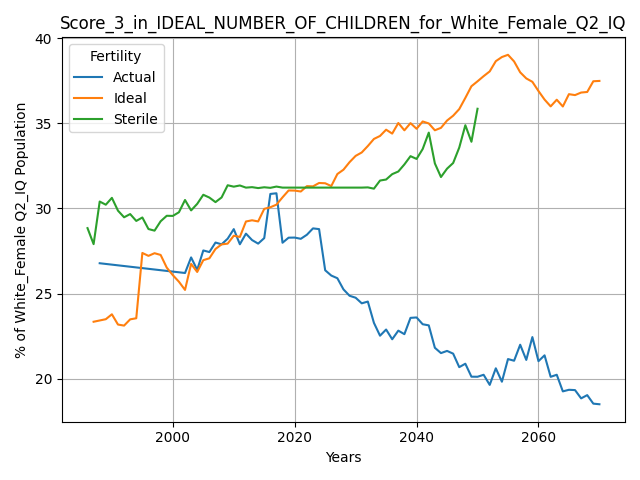 Score_3_in_IDEAL_NUMBER_OF_CHILDREN_for_White_Female_Q2_IQ
Fertility
Actual
Ideal
Sterile
% of White_Female Q2_IQ Population
40
35
30
25
20
2000
2020
2040
2060
Years